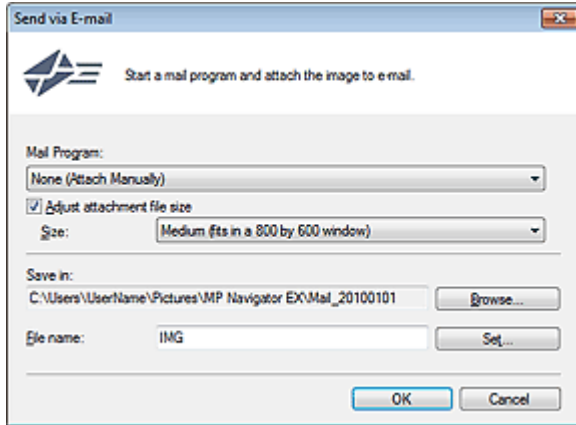 Send via E-mail
Start a mail program and attach the image to e-mail.
Mail Program:
None (Attach Manually)
Adjust attachment file size
Size: Medium (fits in a 800 by 600 window)
Save in:
C:\Users\UserName\Pictures\MP Navigator EX\Mail_20100101 Browse...
File name: IMG Set...
OK Cancel